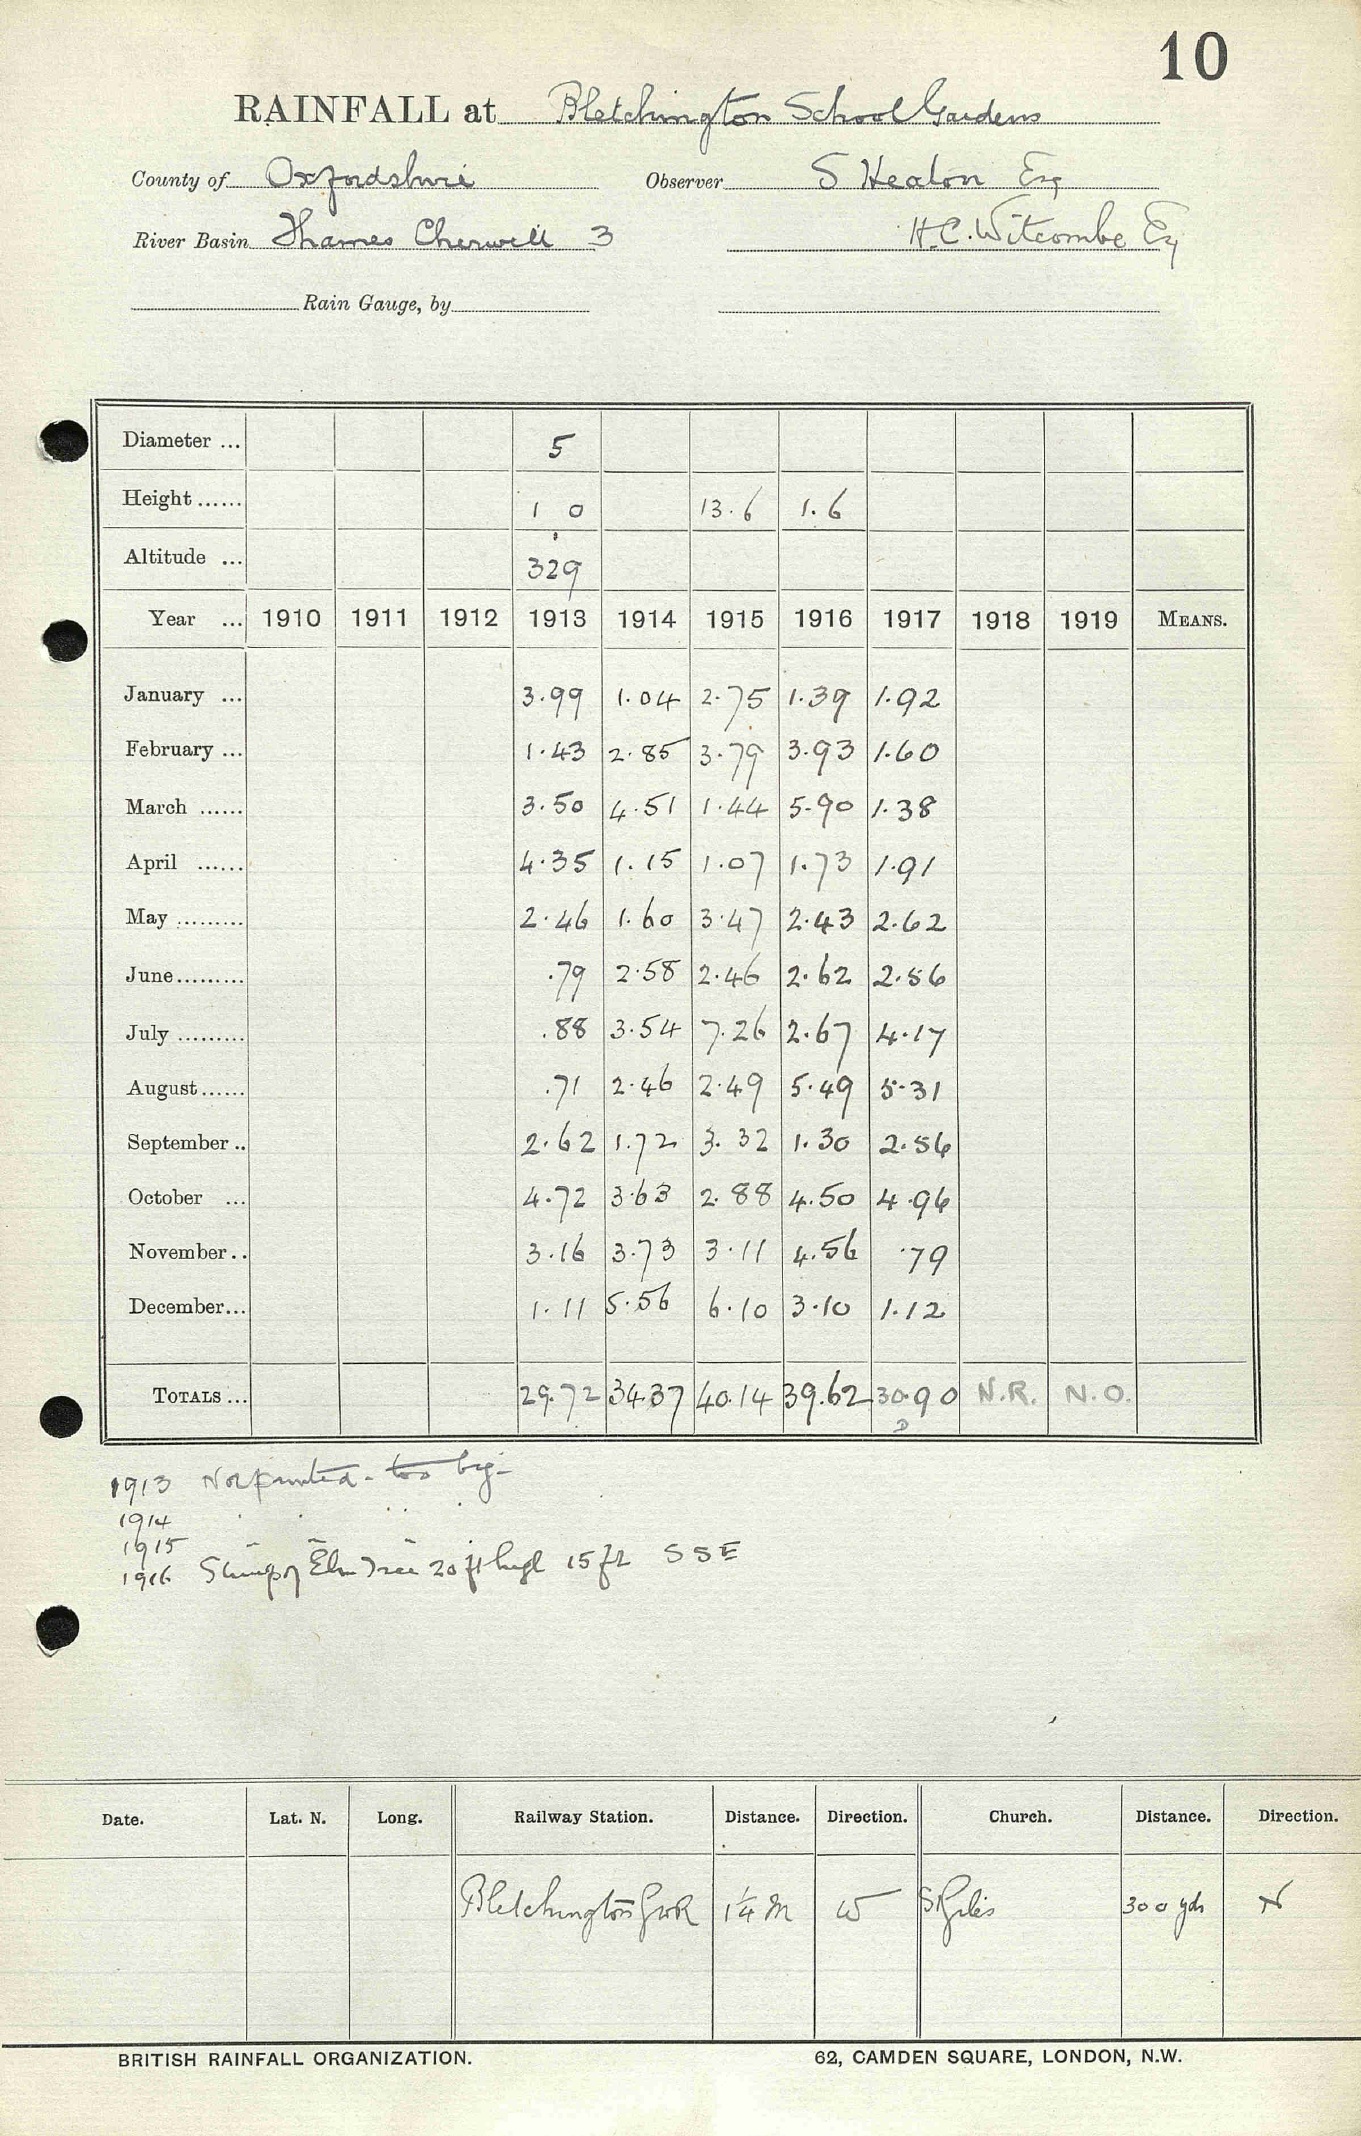 10
RAINFALL at Bletchington School Gardens
County of Oxfordshire Observer S Heaton Esq
River Basin Thames Cherwell 3 H.C. Witcombe Esq
Rain Gauge, by
Diameter ... 5
Height ...... 1 0 13.6 1.6
Altitude ... 329
Year ... 1910 1911 1912 1913 1914 1915 1916 1917 1918 1919 MEANS.
January ... 3.99 1.04 2.75 1.39 1.92
February ... 1.43 2.85 3.79 3.93 1.60
March ...... 3.50 4.51 1.44 5.90 1.38
April ...... 4.35 1.15 1.07 1.73 1.91
May ......... 2.46 1.60 3.47 2.43 2.62
June......... .79 2.58 2.46 2.62 2.56
July ......... .88 3.54 7.26 2.67 4.17
August...... .71 2.46 2.49 5.49 5.31
September .. 2.62 1.72 3.32 1.30 2.56
October ... 4.72 3.63 2.88 4.50 4.96
November .. 3.16 3.73 3.11 4.56 .79
December... 1.11 5.56 6.10 3.10 1.12
TOTALS ... 29.72 34.37 40.14 39.62 30.90 N.R. N.O.
D
1913 Not printed - too big -
1914
1915
1916 Stump of Elm Tree 20 ft high 15 ft SSE
Date. Lat. N. Long. Railway Station. Distance. Direction. Church. Distance. Direction.
Bletchington 1¼ M W St Giles 300 yds N
BRITISH RAINFALL ORGANIZATION. 62, CAMDEN SQUARE, LONDON, N.W.